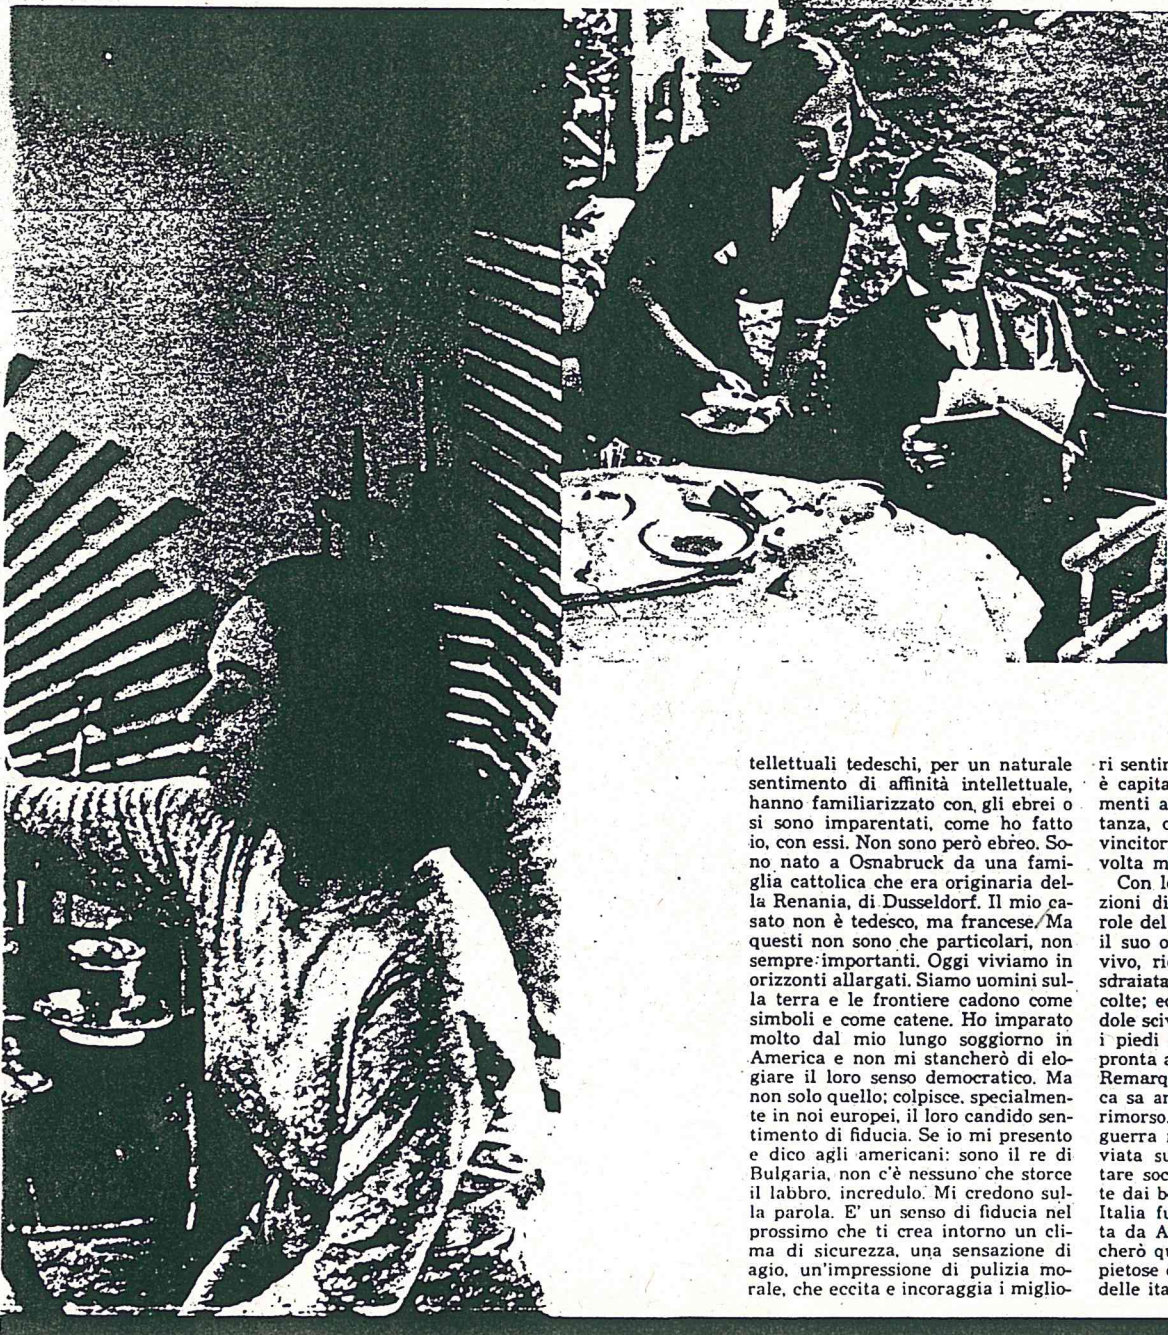 tellettuali tedeschi, per un naturale
sentimento di affinità intellettuale,
hanno familiarizzato con gli ebrei o
si sono imparentati, come ho fatto
io, con essi. Non sono però ebreo. So-
no nato a Osnabruck da una fami-
glia cattolica che era originaria del-
la Renania, di Dusseldorf. Il mio ca-
sato non è tedesco, ma francese. Ma
questi non sono che particolari, non
sempre importanti. Oggi viviamo in
orizzonti allargati. Siamo uomini sul-
la terra e le frontiere cadono come
simboli e come catene. Ho imparato
molto dal mio lungo soggiorno in
America e non mi stancherò di elo-
giare il loro senso democratico. Ma
non solo quello; colpisce, specialmen-
te in noi europei, il loro candido sen-
timento di fiducia. Se io mi presento
e dico agli americani: sono il re di
Bulgaria, non c'è nessuno che storce
il labbro, incredulo. Mi credono sul-
la parola. E' un senso di fiducia nel
prossimo che ti crea intorno un cli-
ma di sicurezza, una sensazione di
agio, un'impressione di pulizia mo-
rale, che eccita e incoraggia i miglio-
ri sentir
è capita
menti a
tanza, c
vincitor
volta m
Con le
zioni di
role del
il suo o
vivo, ri
sdraiata
colte; ev
dole sciv
i piedi
pronta a
Remarq
ca sa ar
rimorso.
guerra
viata su
tare soc
te dai b
Italia fu
ta da A
cherò qu
pietose
delle ita